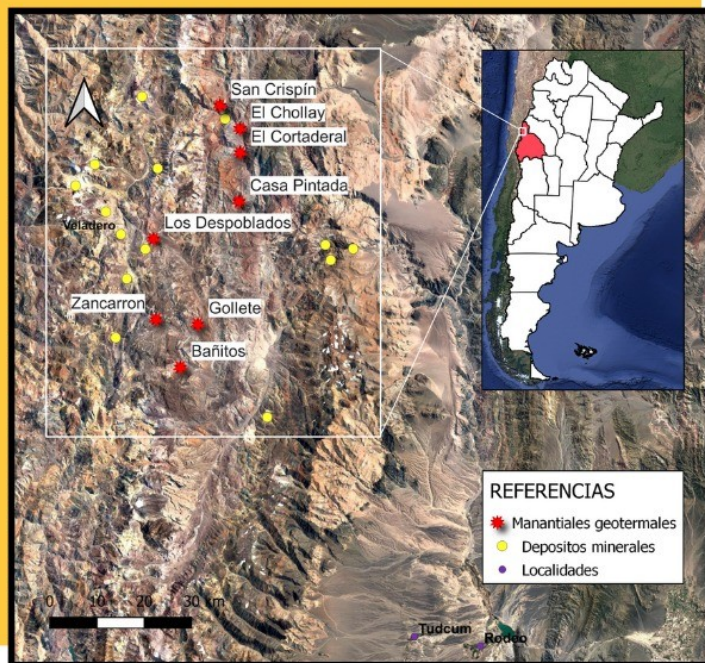 San Crispín
El Chollay
El Cortaderal
Casa Pintada
Veladero
Los Despoblados
Zancarron
Gollete
Bañitos
REFERENCIAS
Manantiales geotermales
Depositos minerales
Localidades
0 10 20 30 km
Tudcum
Rodeo